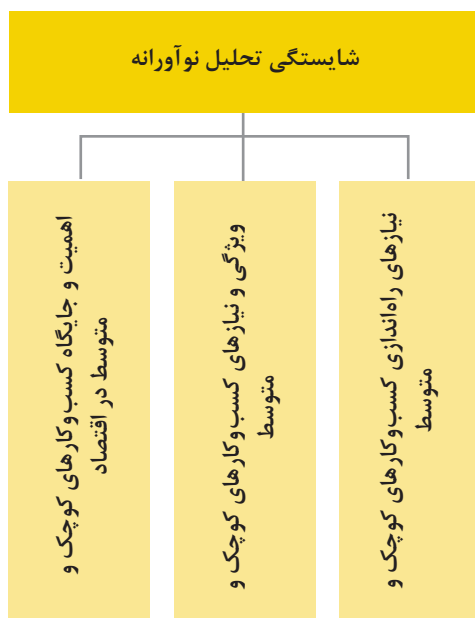 شایستگی تحلیل نوآورانه
نیازهای راه‌اندازی کسب‌وکارهای کوچک و
متوسط
ویژگی و نیازهای کسب‌وکارهای کوچک و
متوسط
اهمیت و جایگاه کسب‌وکارهای کوچک و
متوسط در اقتصاد